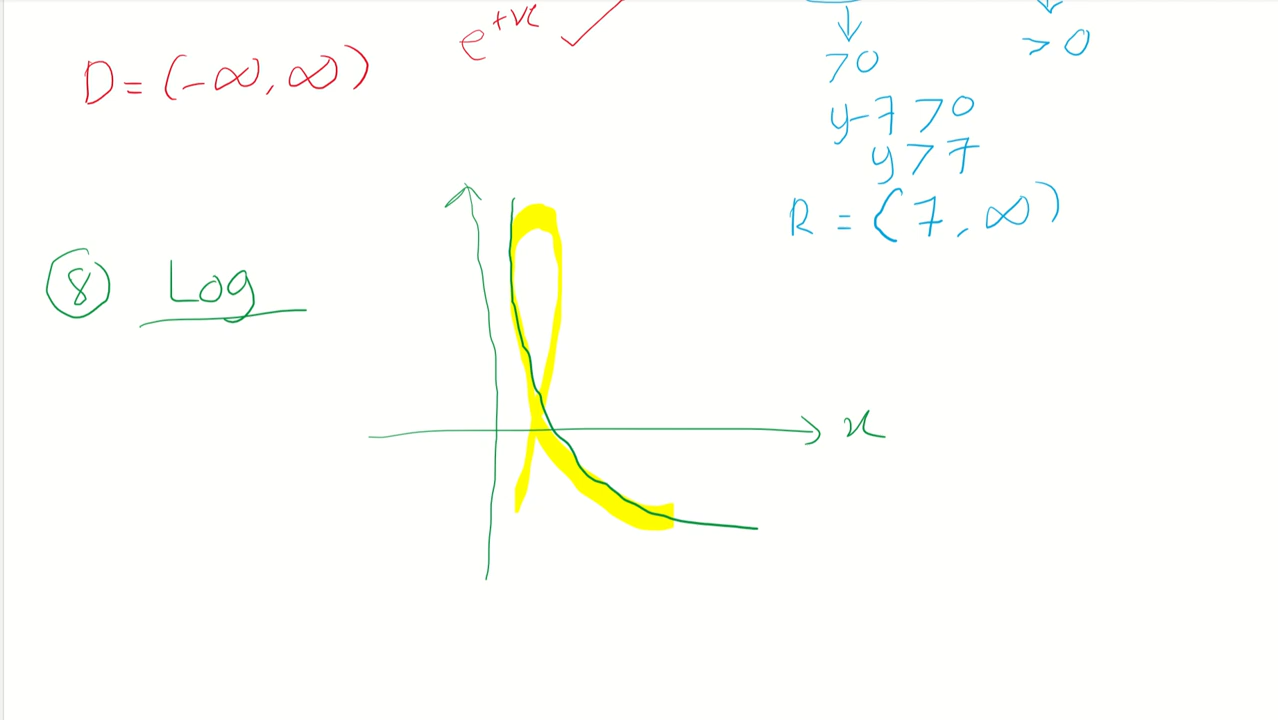 e^{+ve} ✓
D = (-∞, ∞)
↓
>0
y-7 >0
y>7
R = (7, ∞)
↓
>0
⑧ Log
x